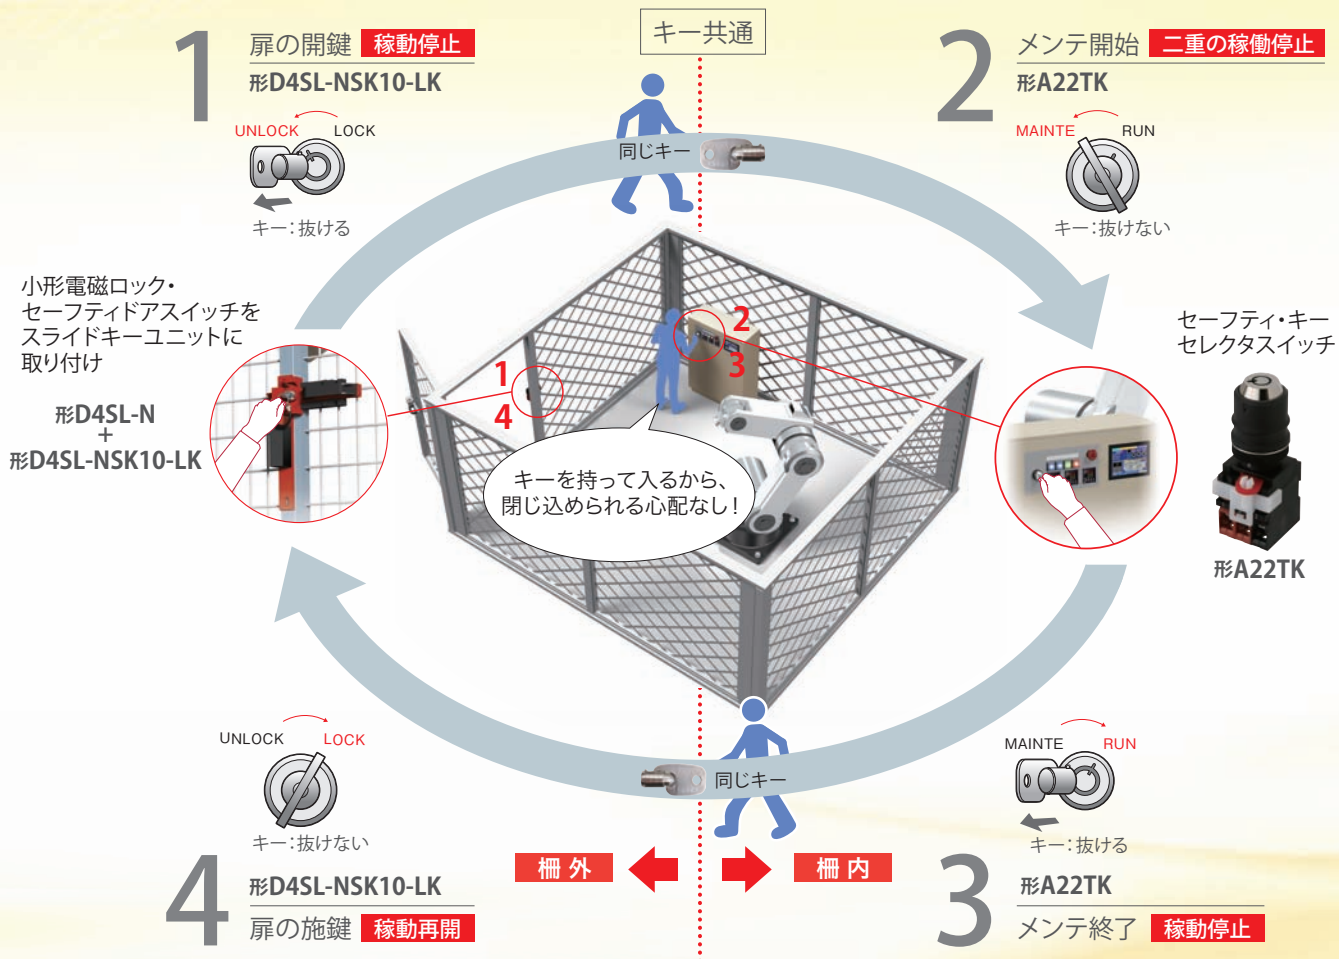 キー共通
1
扉の開鍵 稼動停止
形D4SL-NSK10-LK
UNLOCK LOCK
キー：抜ける
同じキー
2
メンテ開始 二重の稼働停止
形A22TK
MAINTE RUN
キー：抜けない
小形電磁ロック・
セーフティドアスイッチを
スライドキーユニットに
取り付け
形D4SL-N
+
形D4SL-NSK10-LK
1
4
2
3
キーを持って入るから、
閉じ込められる心配なし！
セーフティ・キー
セレクタスイッチ
形A22TK
UNLOCK LOCK
キー：抜けない
4
形D4SL-NSK10-LK
扉の施鍵 稼動再開
同じキー
柵外
柵内
MAINTE RUN
キー：抜ける
3
形A22TK
メンテ終了 稼動停止